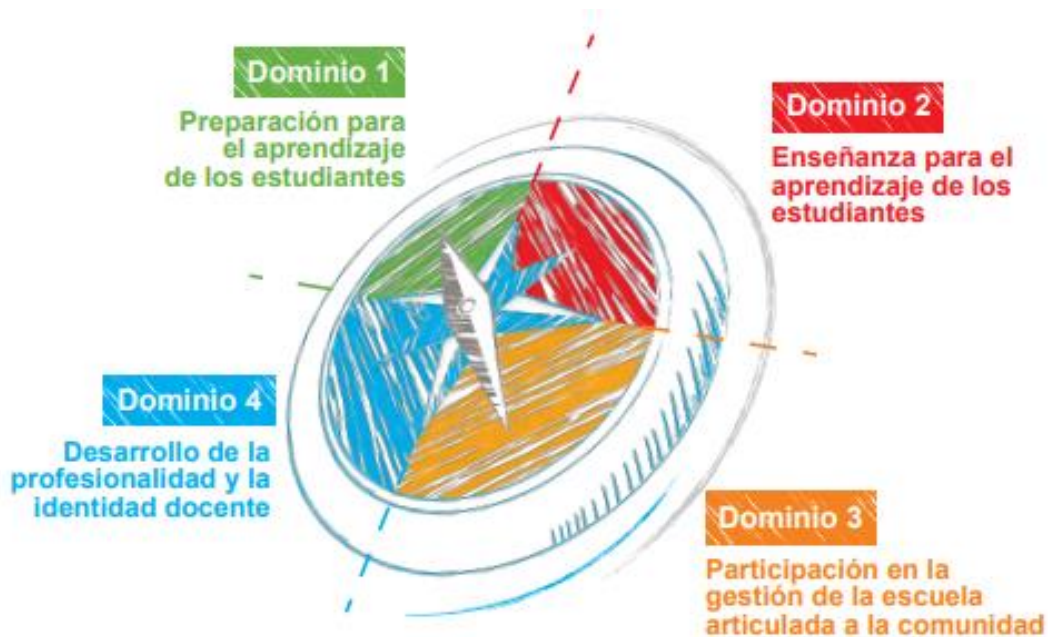 Dominio 1
Preparación para
el aprendizaje
de los estudiantes
Dominio 2
Enseñanza para el
aprendizaje de los
estudiantes
Dominio 4
Desarrollo de la
profesionalidad y la
identidad docente
Dominio 3
Participación en la
gestión de la escuela
articulada a la comunidad